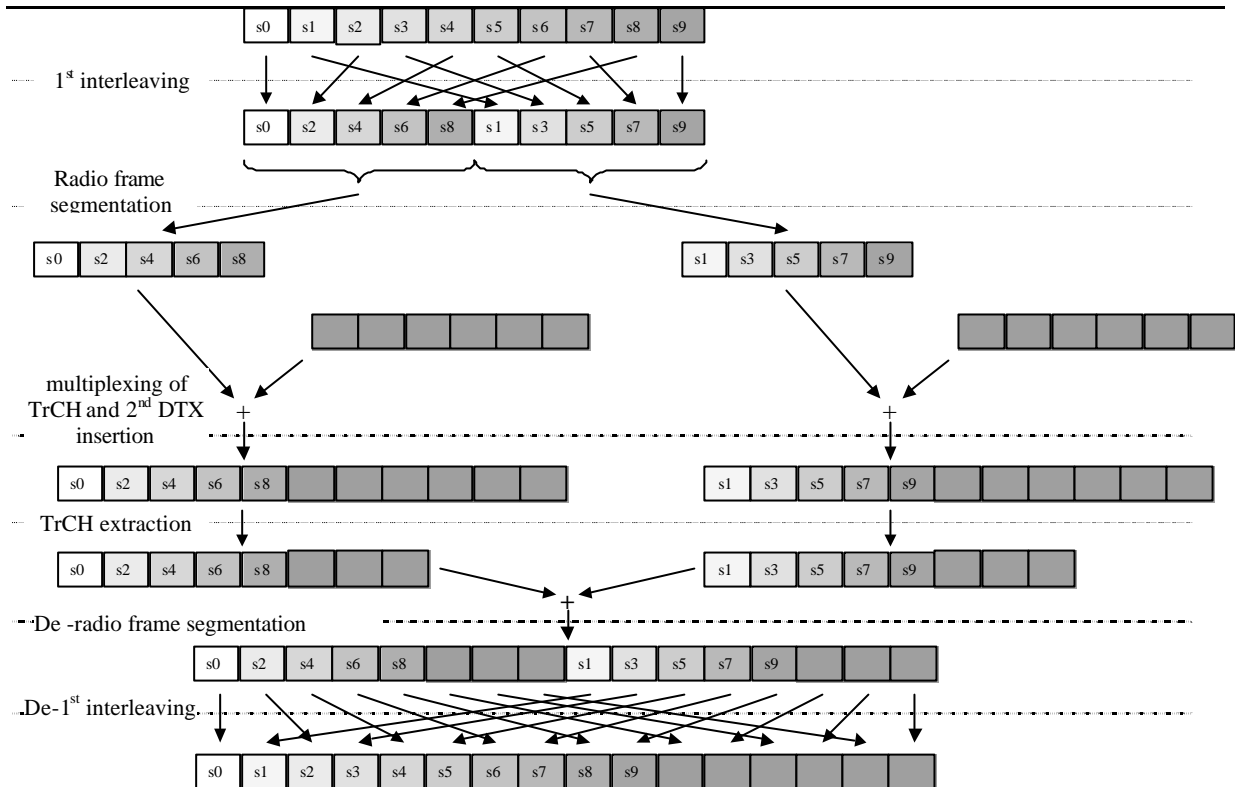 s0 s1 s2 s3 s4 s5 s6 s7 s8 s9
1st interleaving
s0 s2 s4 s6 s8 s1 s3 s5 s7 s9
Radio frame
segmentation
s0 s2 s4 s6 s8 s1 s3 s5 s7 s9
multiplexing of
TrCH and 2nd DTX
insertion
+ +
s0 s2 s4 s6 s8 s1 s3 s5 s7 s9
TrCH extraction
s0 s2 s4 s6 s8 s1 s3 s5 s7 s9
+
De -radio frame segmentation
s0 s2 s4 s6 s8 s1 s3 s5 s7 s9
De-1st interleaving
s0 s1 s2 s3 s4 s5 s6 s7 s8 s9